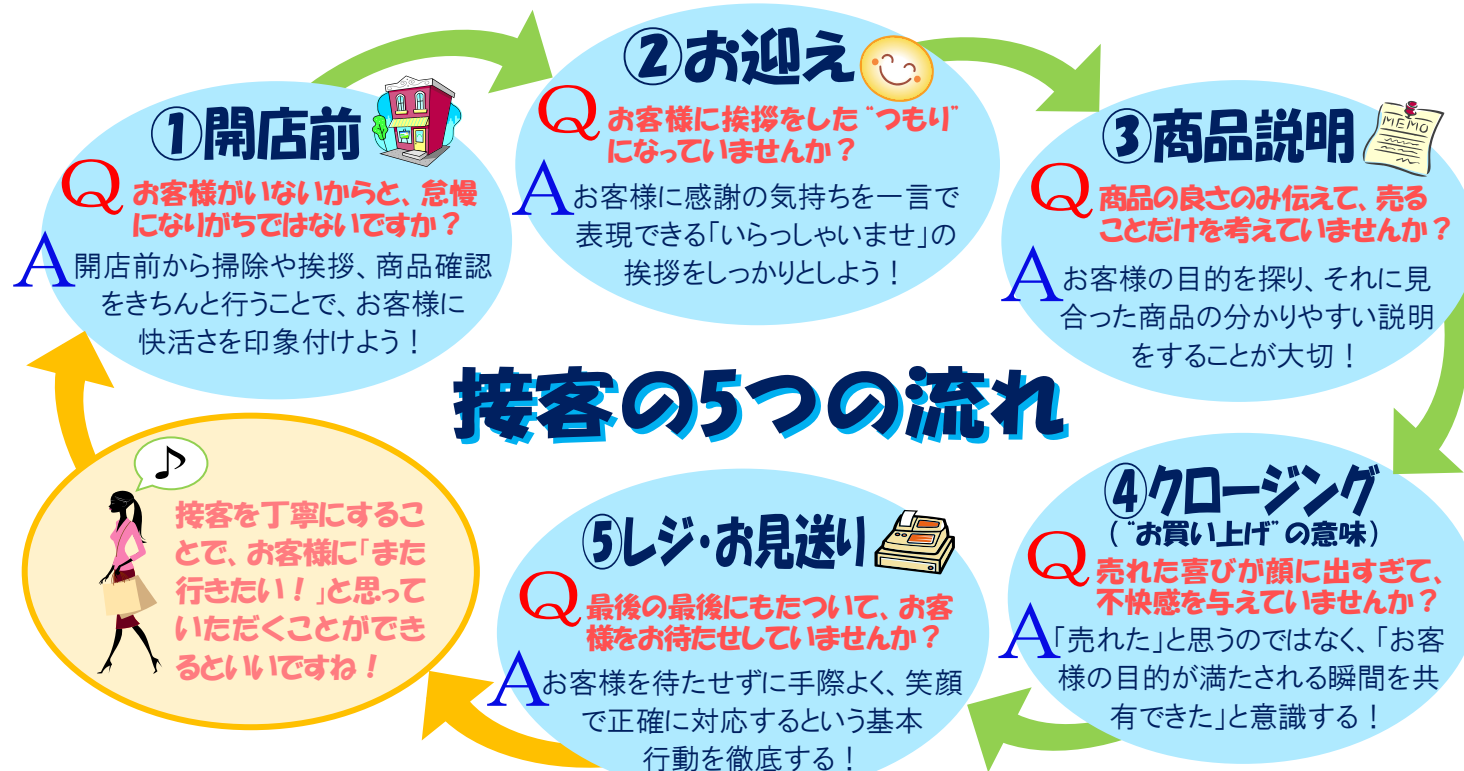 ①開店前
Q お客様がいないからと、怠慢
になりがちではないですか？
A 開店前から掃除や挨拶、商品確認
をきちんと行うことで、お客様に
快活さを印象付けよう！
②お迎え
Q お客様に挨拶をした“つもり”
になっていませんか？
A お客様に感謝の気持ちを一言で
表現できる「いらっしゃいませ」の
挨拶をしっかりとしよう！
③商品説明
MEMO
Q 商品の良さのみ伝えて、売る
ことだけを考えていませんか？
A お客様の目的を探り、それに見
合った商品の分かりやすい説明
をすることが大切！
接客の5つの流れ
④クロージング
（“お買い上げ”の意味）
Q 売れた喜びが顔に出すぎて、
不快感を与えていませんか？
A 「売れた」と思うのではなく、「お客
様の目的が満たされる瞬間を共
有できた」と意識する！
⑤レジ・お見送り
Q 最後の最後にもたついて、お客
様をお待たせしていませんか？
A お客様を待たせずに手際よく、笑顔
で正確に対応するという基本
行動を徹底する！
接客を丁寧にするこ
とで、お客様に「また
行きたい！」と思って
いただくことができ
るといいですね！